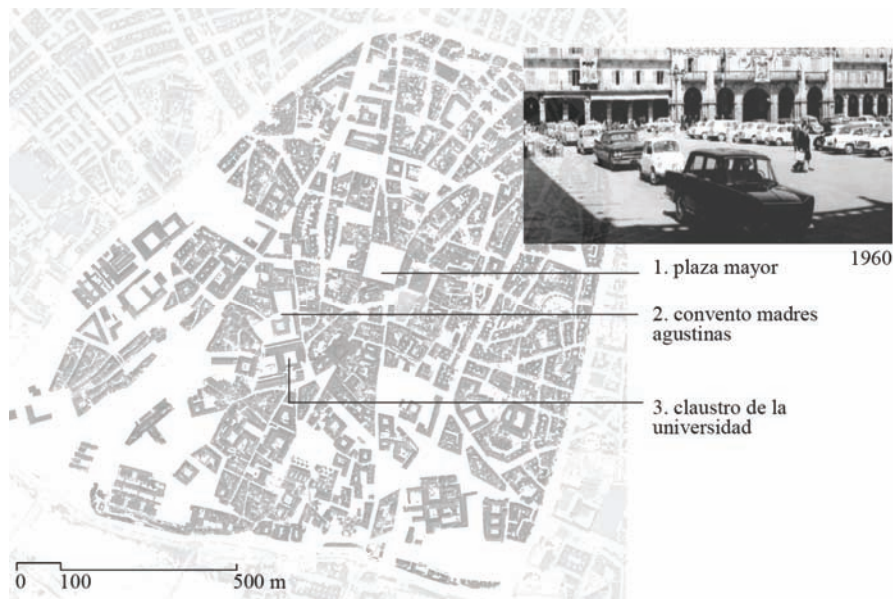 1960
1. plaza mayor
2. convento madres
agustinas
3. claustro de la
universidad
0 100 500 m